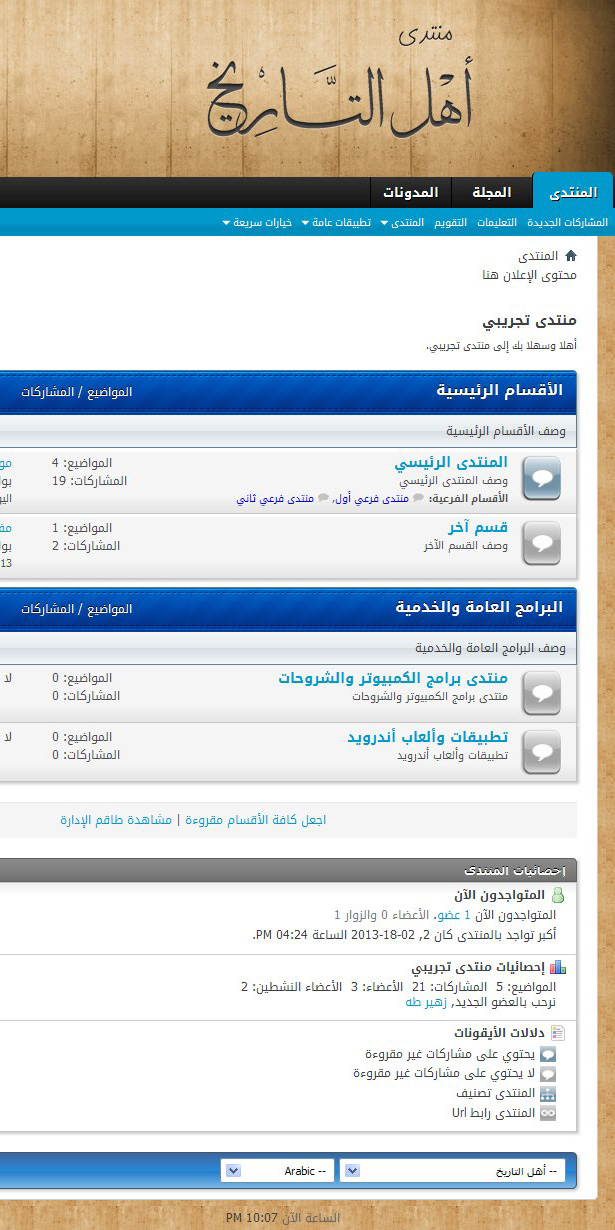 منتدى
أهل التاريخ
المنتدى
المجلة
المدونات
المشاركات الجديدة
التعليمات
التقويم
المنتدى
تطبيقات عامة
خيارات سريعة
المنتدى
محتوى الإعلان هنا
منتدى تجريبي
أهلا وسهلا بك إلى منتدى تجريبي.
الأقسام الرئيسية
المواضيع / المشاركات
وصف الأقسام الرئيسية
المنتدى الرئيسي
وصف المنتدى الرئيسي
الأقسام الفرعية: منتدى فرعي أول, منتدى فرعي ثاني
المواضيع: 4
المشاركات: 19
قسم آخر
وصف القسم الآخر
المواضيع: 1
المشاركات: 2
13
البرامج العامة والخدمية
المواضيع / المشاركات
وصف البرامج العامة والخدمية
منتدى برامج الكمبيوتر والشروحات
منتدى برامج الكمبيوتر والشروحات
المواضيع: 0
المشاركات: 0
لا
تطبيقات وألعاب أندرويد
تطبيقات وألعاب أندرويد
المواضيع: 0
المشاركات: 0
لا
اجعل كافة الأقسام مقروءة | مشاهدة طاقم الإدارة
إحصائيات المنتدى
المتواجدون الآن
المتواجدون الآن 1 عضو. الأعضاء 0 والزوار 1
أكبر تواجد بالمنتدى كان 2, 02-18-2013 الساعة 04:24 PM.
إحصائيات منتدى تجريبي
المواضيع: 5 المشاركات: 21 الأعضاء: 3 الأعضاء النشطين: 2
نرحب بالعضو الجديد, زهير طه
دلالات الأيقونات
يحتوي على مشاركات غير مقروءة
لا يحتوي على مشاركات غير مقروءة
المنتدى تصنيف
المنتدى رابط Url
-- أهل التاريخ
-- Arabic
الساعة الآن 10:07 PM